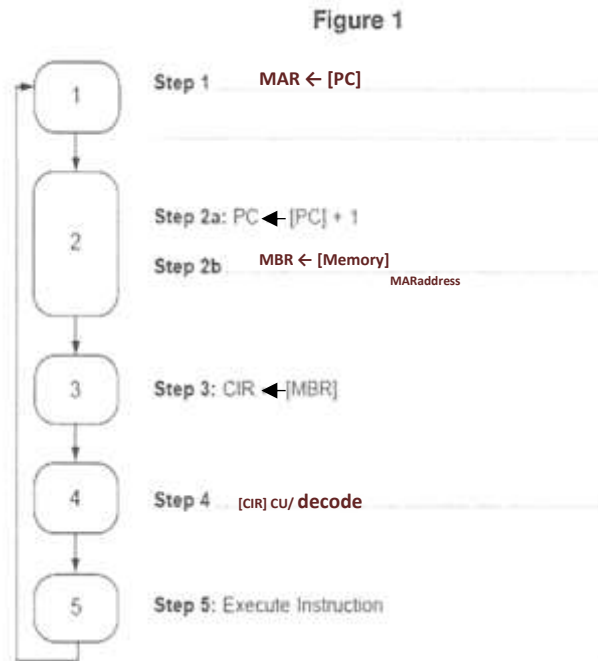 Figure 1
1
Step 1 MAR ← [PC]
2
Step 2a: PC ← [PC] + 1
Step 2b MBR ← [Memory]
MARaddress
3
Step 3: CIR ← [MBR]
4
Step 4 [CIR] CU/ decode
5
Step 5: Execute Instruction